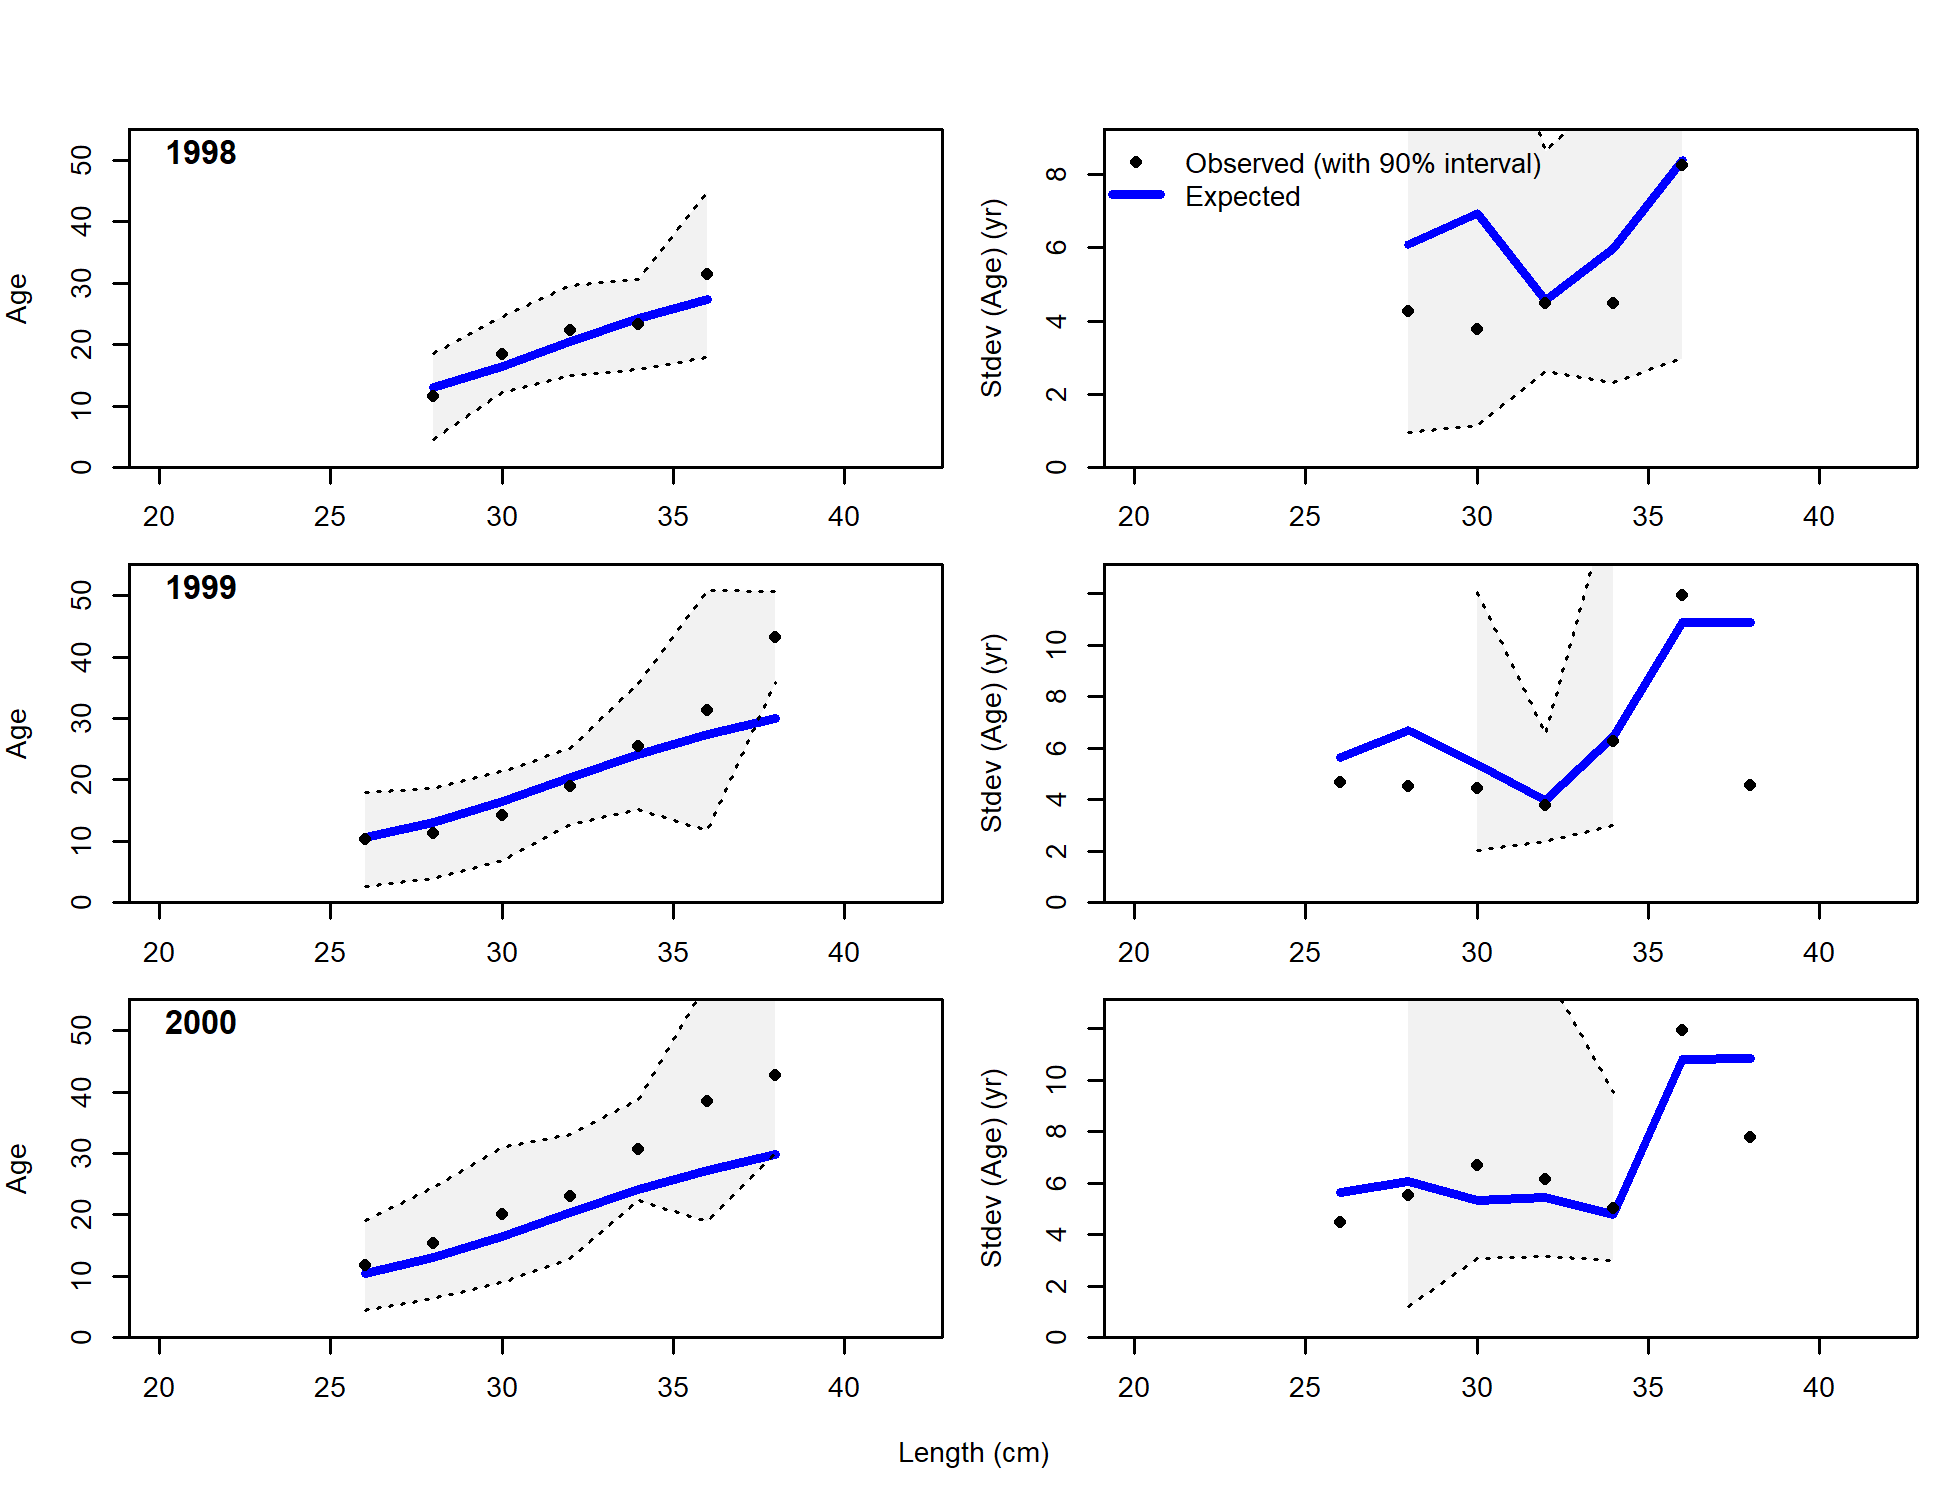 1998
Age
0 10 20 30 40 50
20 25 30 35 40
Observed (with 90% interval)
Expected
Stdev (Age) (yr)
0 2 4 6 8
20 25 30 35 40
1999
Age
0 10 20 30 40 50
20 25 30 35 40
Stdev (Age) (yr)
0 2 4 6 8 10
20 25 30 35 40
2000
Age
0 10 20 30 40 50
20 25 30 35 40
Stdev (Age) (yr)
0 2 4 6 8 10
20 25 30 35 40
Length (cm)